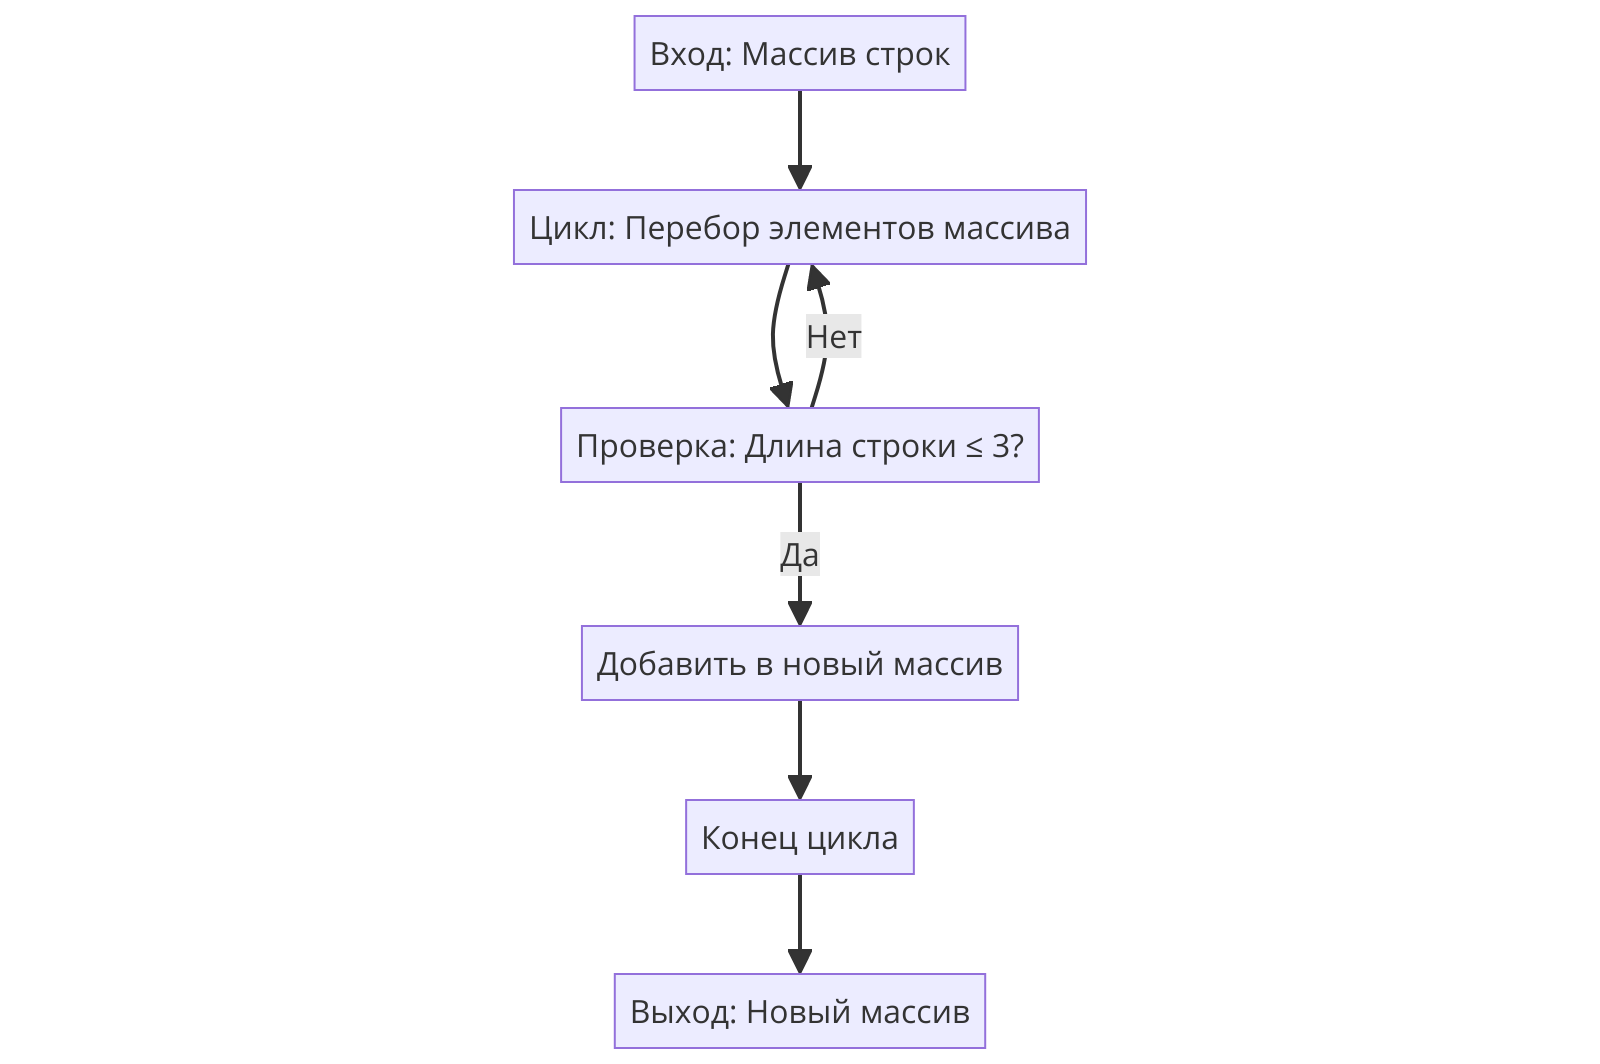 Вход: Массив строк
Цикл: Перебор элементов массива
Нет
Проверка: Длина строки ≤ 3?
Да
Добавить в новый массив
Конец цикла
Выход: Новый массив